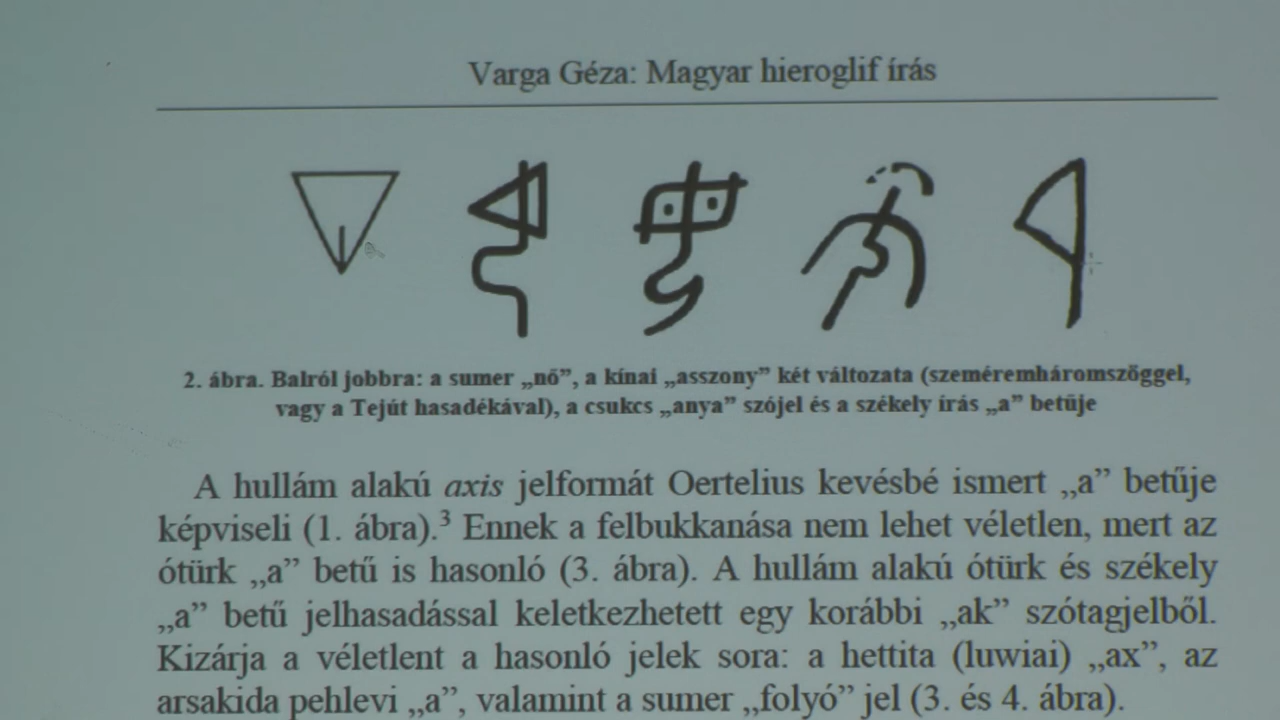 Varga Géza: Magyar hieroglif írás
2. ábra. Balról jobbra: a sumer „nő”, a kínai „asszony” két változata (szeméremháromszöggel,
vagy a Tejút hasadékával), a csukcs „anya” szójel és a székely írás „a” betűje
A hullám alakú axis jelformát Oertelius kevésbé ismert „a” betűje
képviseli (1. ábra).³ Ennek a felbukkanása nem lehet véletlen, mert az
ótürk „a” betű is hasonló (3. ábra). A hullám alakú ótürk és székely
„a” betű jelhasadással keletkezhetett egy korábbi „ak” szótagjelből.
Kizárja a véletlent a hasonló jelek sora: a hettita (luwiai) „ax”, az
arsakida pehlevi „a”, valamint a sumer „folyó” jel (3. és 4. ábra).